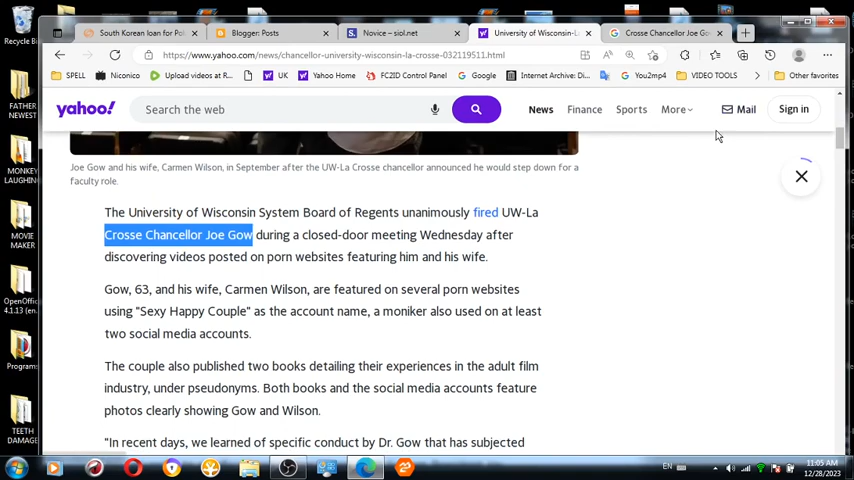 Recycle Bin
South Korean loan for Pol
Blogger: Posts
Novice – siol.net
University of Wisconsin-L
Crosse Chancellor Joe Go
https://www.yahoo.com/news/chancellor-university-wisconsin-la-crosse-032119511.html
SPELL
Niconico
Upload videos at R...
UK
Yahoo Home
FC2ID Control Panel
Google
Internet Archive: Di...
You2mp4
VIDEO TOOLS
Other favorites
yahoo!
Search the web
News
Finance
Sports
More
Mail
Sign in
FATHER NEWEST
MONKEY LAUGHING
MOVIE MAKER
OpenOffi... 4.1.13 (en...
Programs
TEETH DAMAGE
Joe Gow and his wife, Carmen Wilson, in September after the UW-La Crosse chancellor announced he would step down for a
faculty role.
The University of Wisconsin System Board of Regents unanimously fired UW-La
Crosse Chancellor Joe Gow during a closed-door meeting Wednesday after
discovering videos posted on porn websites featuring him and his wife.
Gow, 63, and his wife, Carmen Wilson, are featured on several porn websites
using "Sexy Happy Couple" as the account name, a moniker also used on at least
two social media accounts.
The couple also published two books detailing their experiences in the adult film
industry, under pseudonyms. Both books and the social media accounts feature
photos clearly showing Gow and Wilson.
"In recent days, we learned of specific conduct by Dr. Gow that has subjected
EN
11:05 AM
12/28/2023